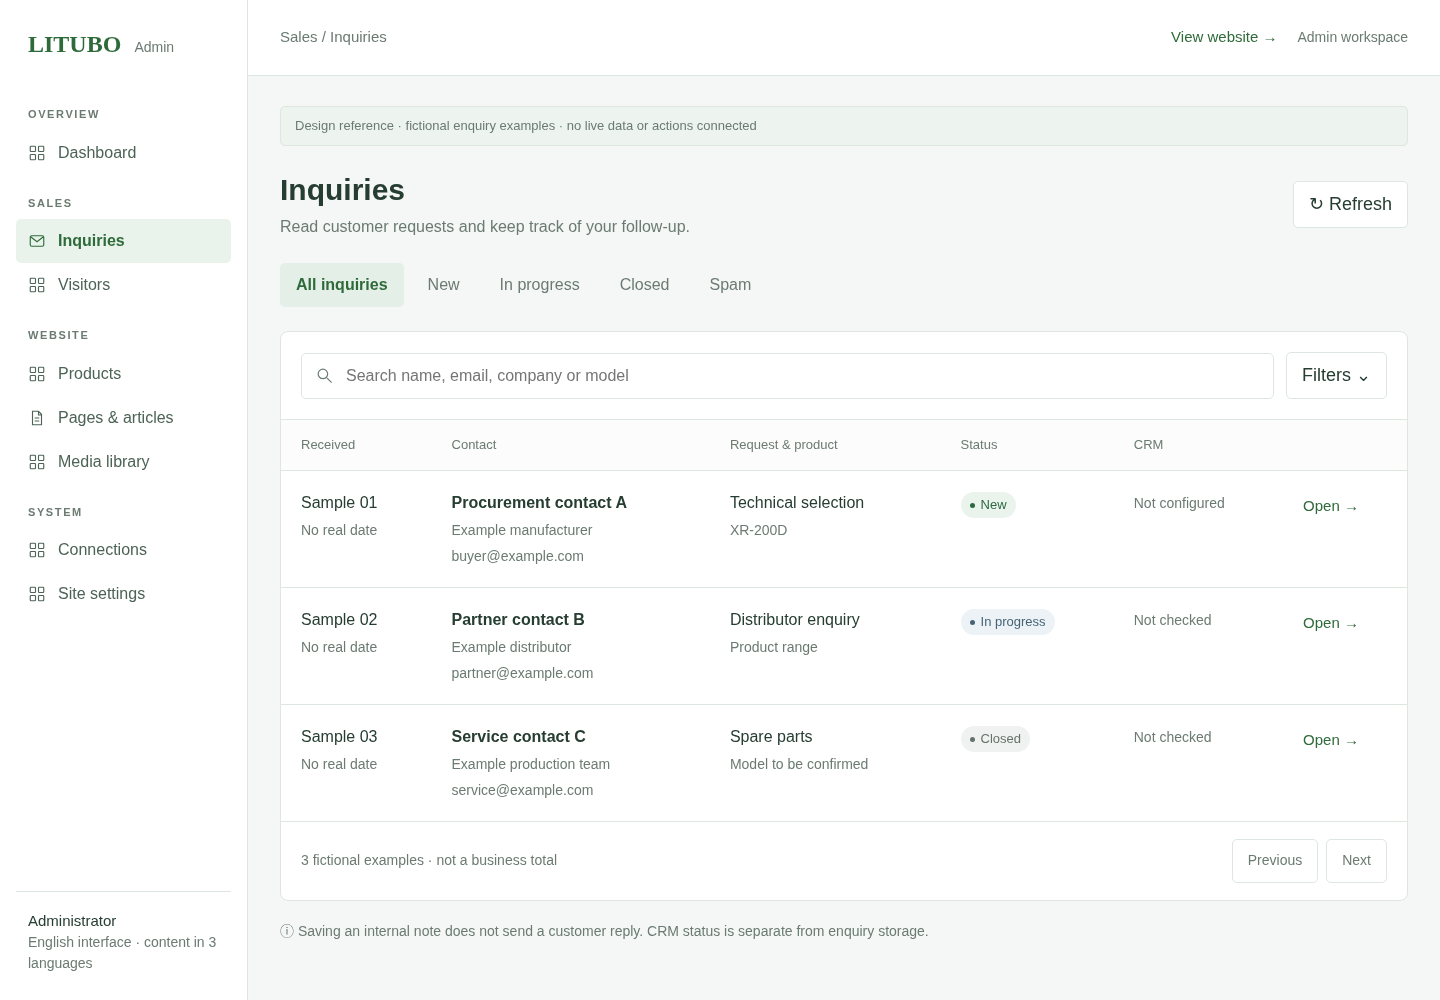 LITUBO Admin
Sales / Inquiries
View website →
Admin workspace
OVERVIEW
Dashboard
SALES
Inquiries
Visitors
WEBSITE
Products
Pages & articles
Media library
SYSTEM
Connections
Site settings
Administrator
English interface · content in 3
languages
Design reference · fictional enquiry examples · no live data or actions connected
Inquiries
Read customer requests and keep track of your follow-up.
↻ Refresh
All inquiries New In progress Closed Spam
Search name, email, company or model
Filters ⌄
Received Contact Request & product Status CRM
Sample 01 Procurement contact A Technical selection • New Not configured Open →
No real date Example manufacturer XR-200D
buyer@example.com
Sample 02 Partner contact B Distributor enquiry • In progress Not checked Open →
No real date Example distributor Product range
partner@example.com
Sample 03 Service contact C Spare parts • Closed Not checked Open →
No real date Example production team Model to be confirmed
service@example.com
3 fictional examples · not a business total
Previous Next
ⓘ Saving an internal note does not send a customer reply. CRM status is separate from enquiry storage.